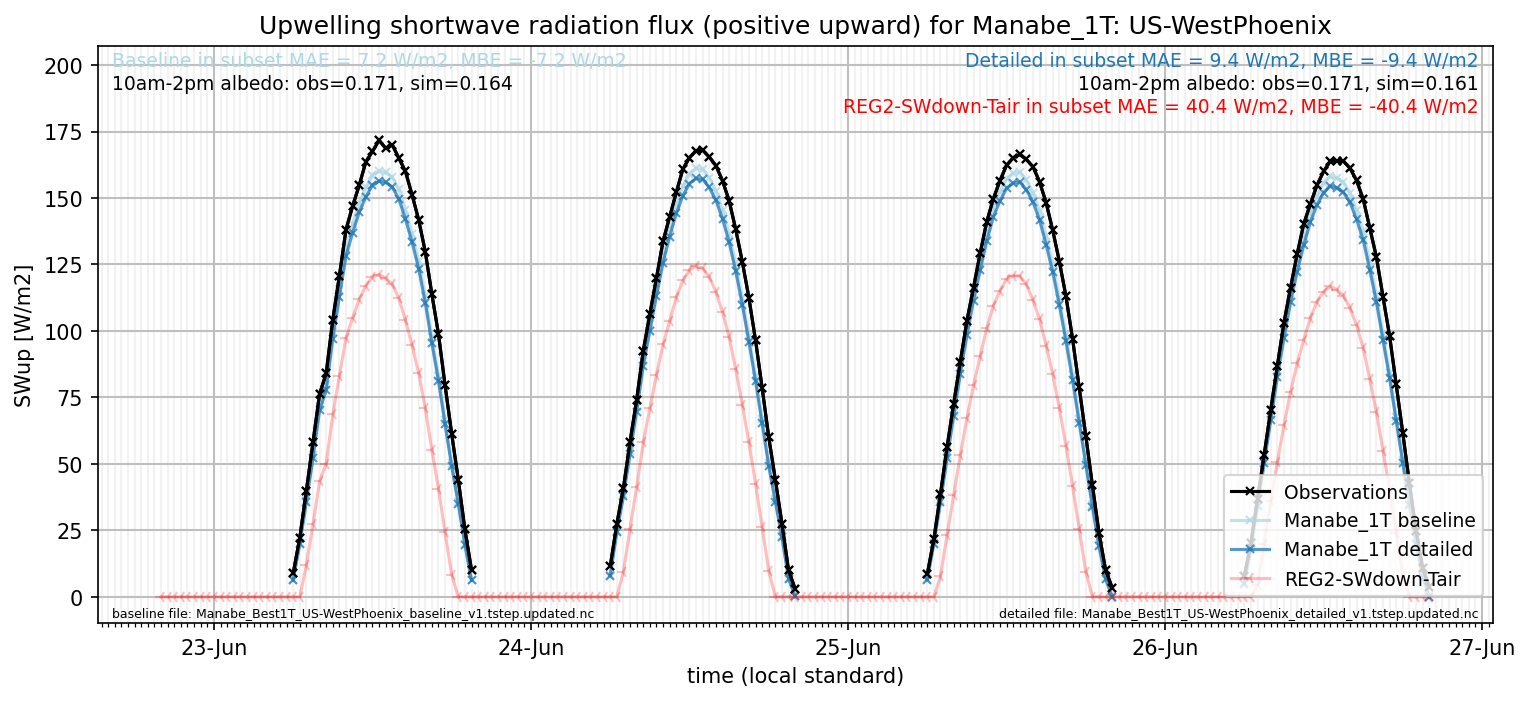 Upwelling shortwave radiation flux (positive upward) for Manabe_1T: US-WestPhoenix
Baseline in subset MAE = 7.2 W/m2, MBE = -7.2 W/m2
10am-2pm albedo: obs=0.171, sim=0.164
Detailed in subset MAE = 9.4 W/m2, MBE = -9.4 W/m2
10am-2pm albedo: obs=0.171, sim=0.161
REG2-SWdown-Tair in subset MAE = 40.4 W/m2, MBE = -40.4 W/m2
SWup [W/m2]
200
175
150
125
100
75
50
25
0
Observations
Manabe_1T baseline
Manabe_1T detailed
REG2-SWdown-Tair
baseline file: Manabe_Best1T_US-WestPhoenix_baseline_v1.tstep.updated.nc
detailed file: Manabe_Best1T_US-WestPhoenix_detailed_v1.tstep.updated.nc
23-Jun
24-Jun
25-Jun
26-Jun
27-Jun
time (local standard)